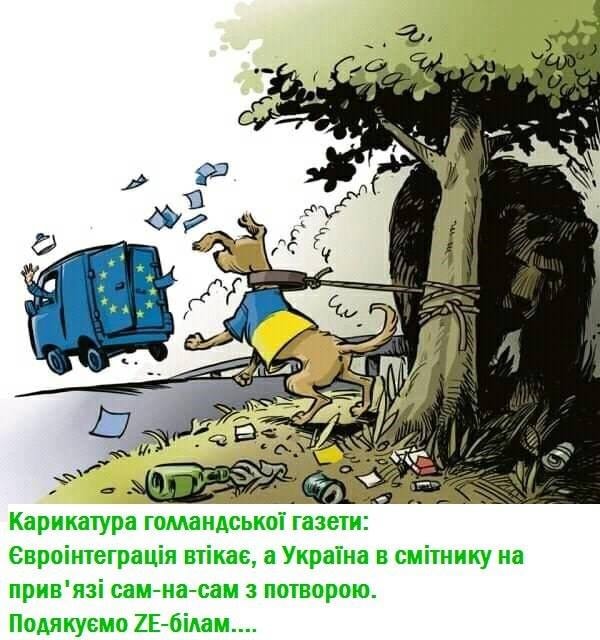 Карикатура голландської газети:
Євроінтеграція втікає, а Україна в смітнику на
прив'язі сам-на-сам з потворою.
Подякуємо ZE-білам....